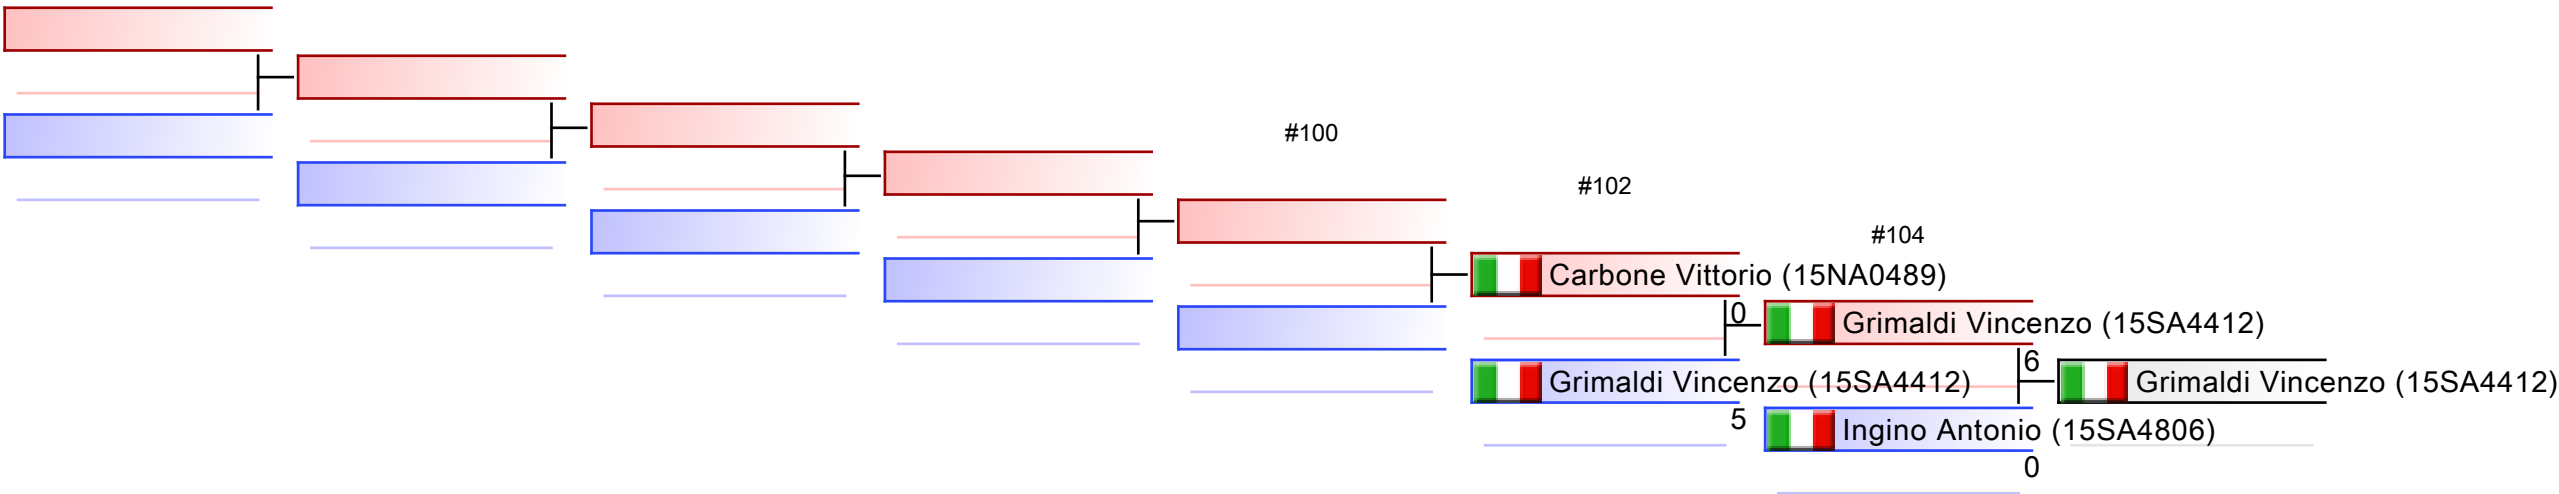 #100
#102
#104
Carbone Vittorio (15NA0489)
0
Grimaldi Vincenzo (15SA4412)
6
Grimaldi Vincenzo (15SA4412)
Grimaldi Vincenzo (15SA4412)
5
Ingino Antonio (15SA4806)
0